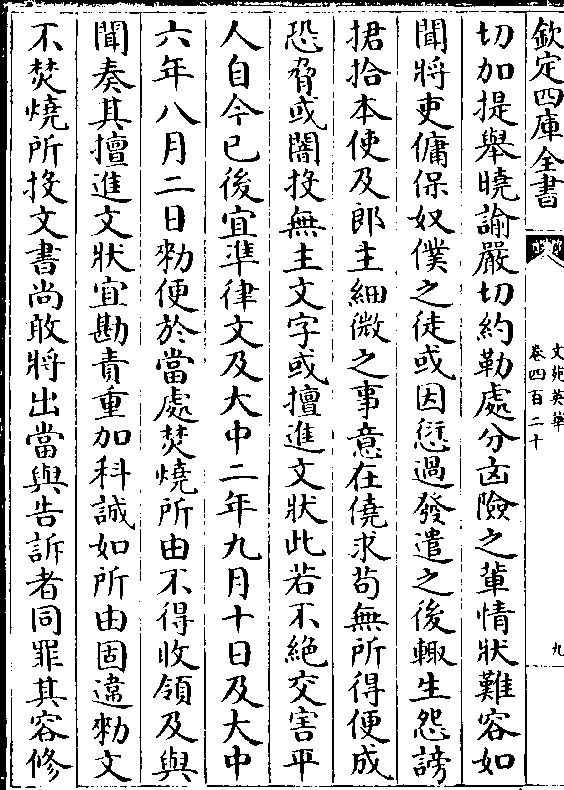 欽定四庫全書
文苑英華
卷四百二十
九
切加提舉曉諭嚴切約勒處分凶險之輩情狀難容如
聞將吏傭保奴僕之徒或因愆過發遣之後輙生怨謗
捃拾本使及郎主細微之事意在僥求苟無所得便成
恐脅或闇投無主文字或擅進文狀此若不絶交害平
人自今已後宜準律文及大中二年九月十日及大中
六年八月二日勑便於當處焚燒所由不得收領及與
聞奏其擅進文狀宜勘責重加科誡如所由固違勑文
不焚燒所投文書尚敢將出當與告訴者同罪其容修